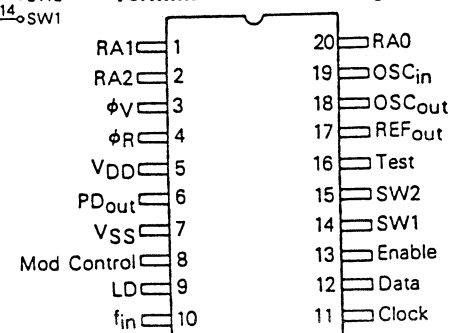 14 SW1
RA1 1 20 RA0
RA2 2 19 OSCin
ϕV 3 18 OSCout
ϕR 4 17 REFout
VDD 5 16 Test
PDout 6 15 SW2
VSS 7 14 SW1
Mod Control 8 13 Enable
LD 9 12 Data
fin 10 11 Clock